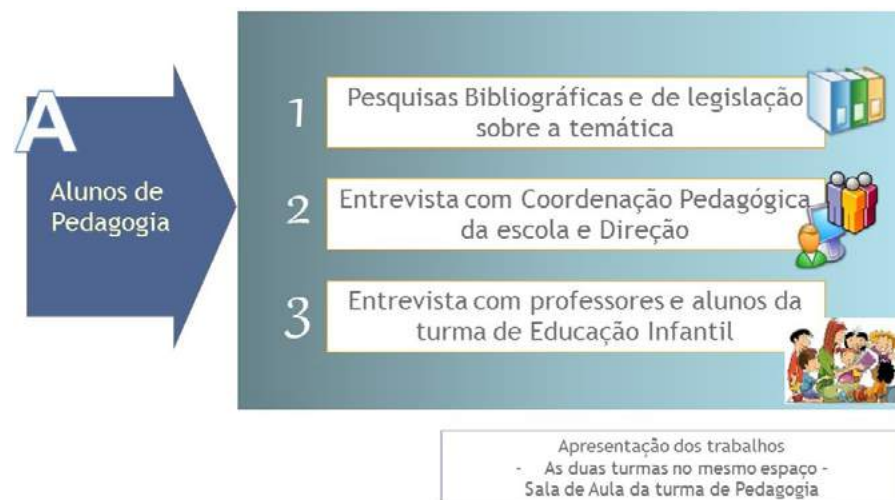 A
Alunos de
Pedagogia
1
Pesquisas Bibliográficas e de legislação
sobre a temática
2
Entrevista com Coordenação Pedagógica
da escola e Direção
3
Entrevista com professores e alunos da
turma de Educação Infantil
Apresentação dos trabalhos
- As duas turmas no mesmo espaço -
Sala de Aula da turma de Pedagogia